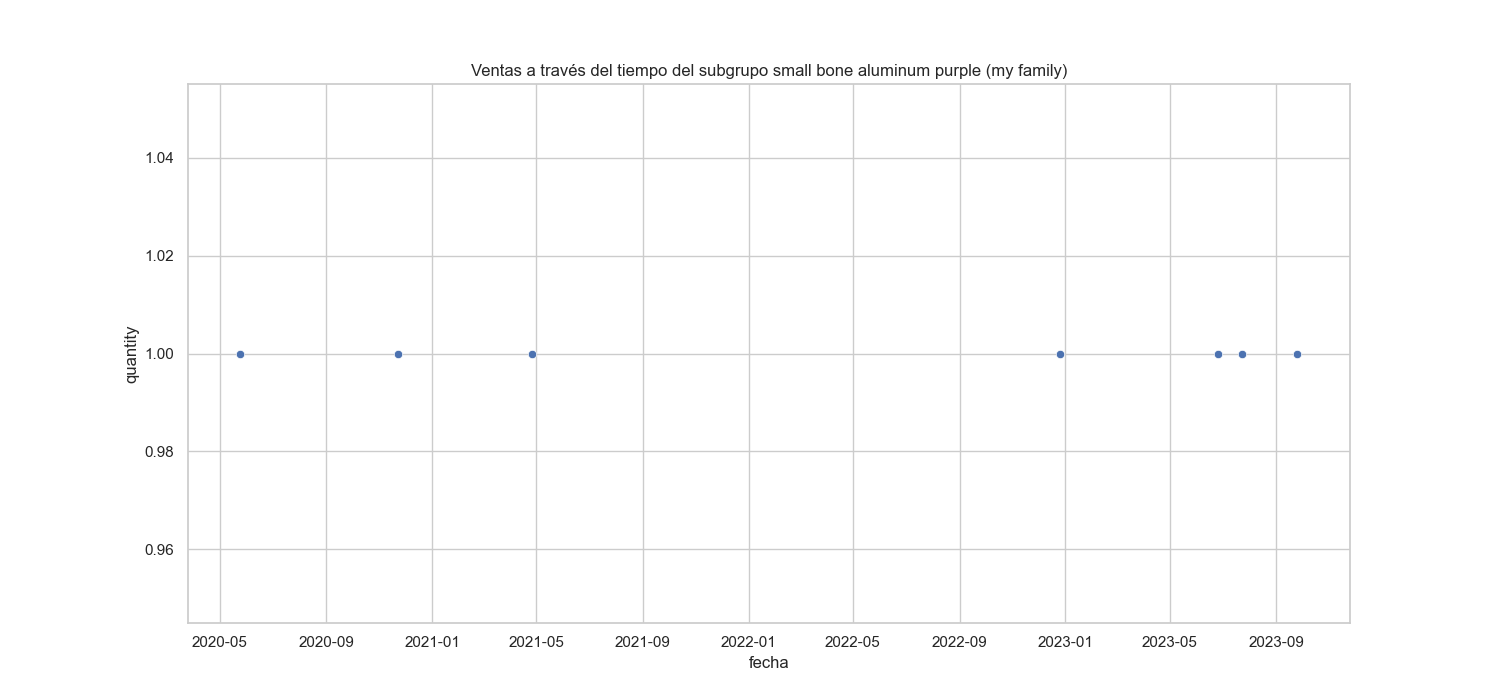 Ventas a través del tiempo del subgrupo small bone aluminum purple (my family)
1.04
1.02
1.00
0.98
0.96
quantity
2020-05 2020-09 2021-01 2021-05 2021-09 2022-01 2022-05 2022-09 2023-01 2023-05 2023-09
fecha